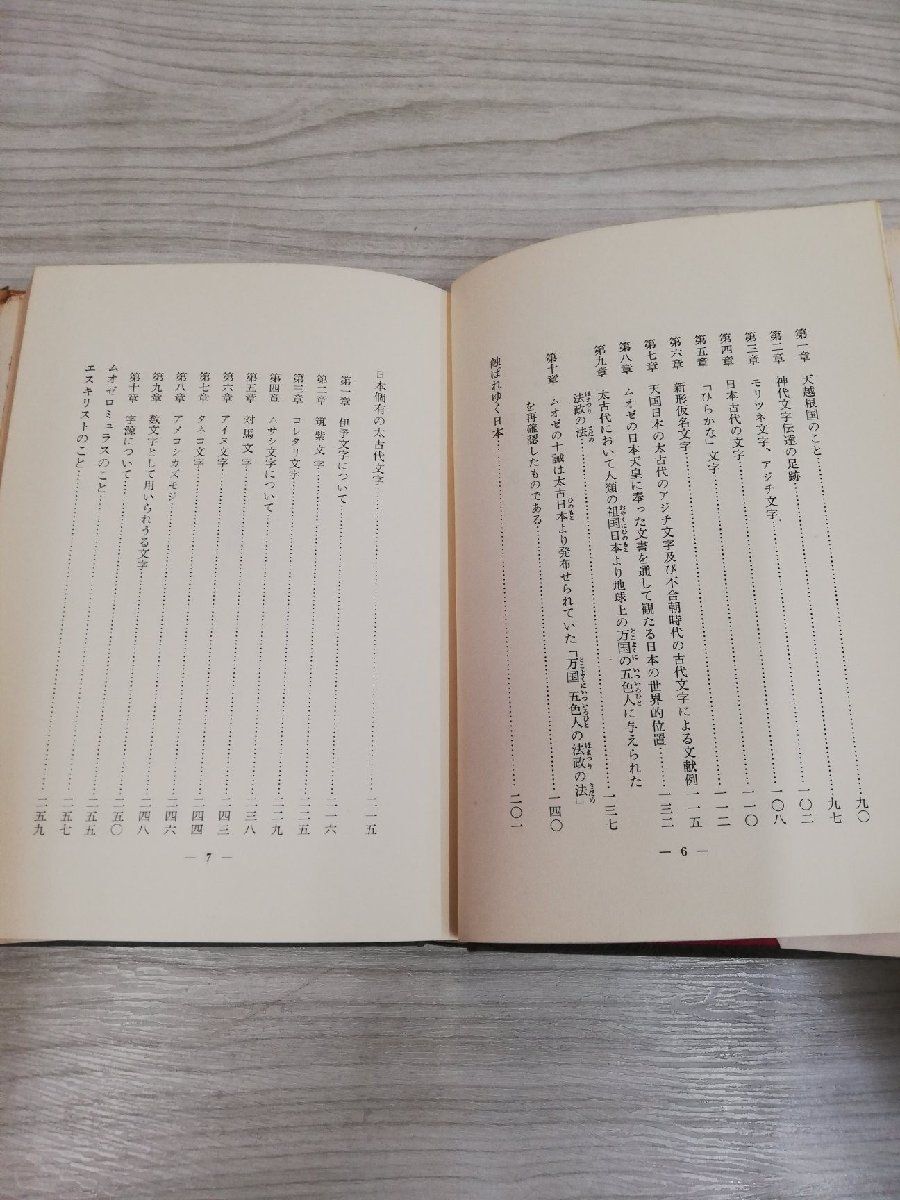 第一章　天越根国のこと……九〇
第二章　神代文字伝達の足跡……九七
第三章　モリツネ文字、アジチ文字……一〇二
第四章　日本古代の文字……一〇八
第五章　「ひらかな」文字……一一〇
第六章　新形仮名文字……一一二
第七章　天国日本の太古代のアジチ文字及び不合朝時代の古代文字による文献例……一一五
第八章　ムオゼの日本天皇に奉った文書を通して観たる日本の世界的位置……一三二
第九章　太古代において人類の祖国日本より地球上の万国の五色人に与えられた
法政の法……一三七
第十章　ムオゼの十誡は太古日本より発布せられていた「万国五色人の法政の法」
を再確認したものである……一四〇
蝕ばれゆく日本……二〇一
― 6 ―
日本個有の太古代文字……二一五
第一章　伊予文字について……二一六
第二章　筑紫文字……二二五
第三章　コレタリ文字……二二九
第四章　ムサシ文字について……二三八
第五章　対馬文字……二四三
第六章　アイヌ文字……二四四
第七章　タネコ文字……二四六
第八章　アメコシカズモジ……二四八
第九章　数文字として用いられうる文字……二五〇
第十章　字源について……二五五
ムオゼロミュラスのこと……二五七
エスキリストのこと……二五九
― 7 ―